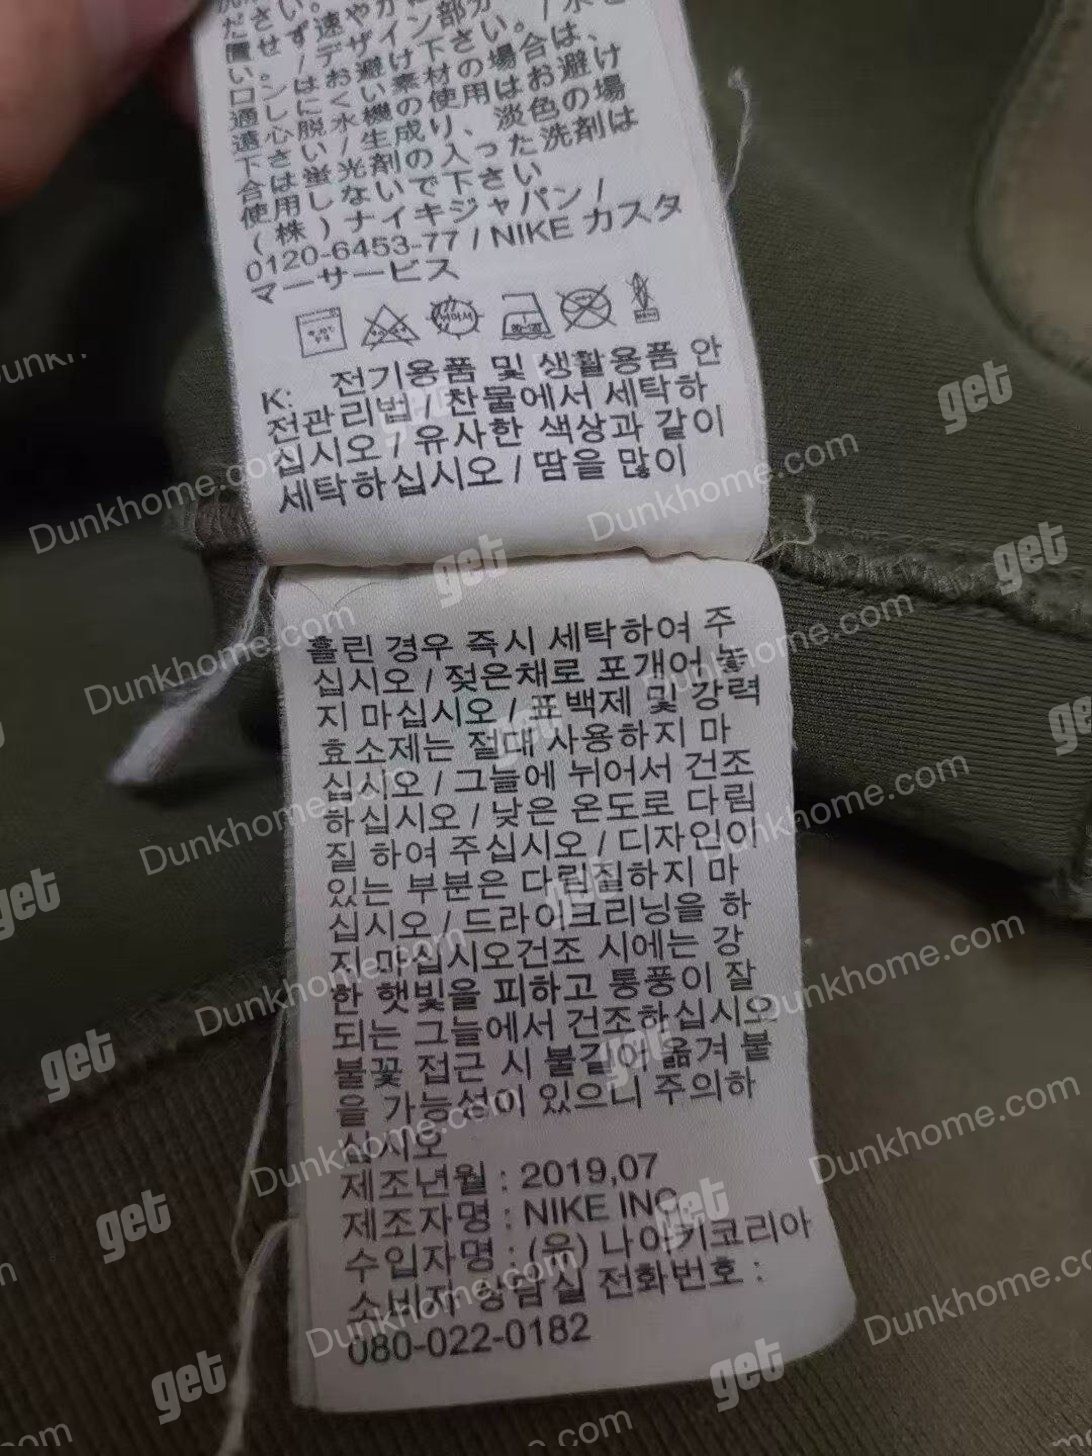 い。速やかに
させず/デザイン部分
い口/はお避け下さい。/水
過シに く 素材の場合は、
遠し脱水/機の使用はお避け
下心い/生成り、淡色の場
合さ蛍光剤の入った洗剤は
使用しないで下さい
(株)ナイキジャパン/
0120-6453-77/NIKE カスタ
マーサービス
K: 전기용품 및 생활용품 안
전관리법/찬물에서 세탁하
십시오/유사한 색상과 같이
세탁하십시오/땀을 많이
흘린 경우 즉시 세탁하여 주
십시오/젖은채로 포개어 놓
지 마십시오/표백제 및 강력
효소제는 절대 사용하지 마
십시오/그늘에 뉘어서 건조
하십시오/낮은 온도로 다림
질 하여 주십시오/디자인이
있는 부분은 다림질하지 마
십시오/드라이크리닝을 하
지 마십시오건조 시에는 강
한 햇빛을 피하고 통풍이 잘
되는 그늘에서 건조하십시오
불꽃 접근 시 불길이 옮겨 붙
을 가능성이 있으니 주의하
십시오
제조년월 : 2019,07
제조자명 : NIKE INC
수입자명 : (유) 나이키코리아
소비자 상담실 전화번호 :
080-022-0182